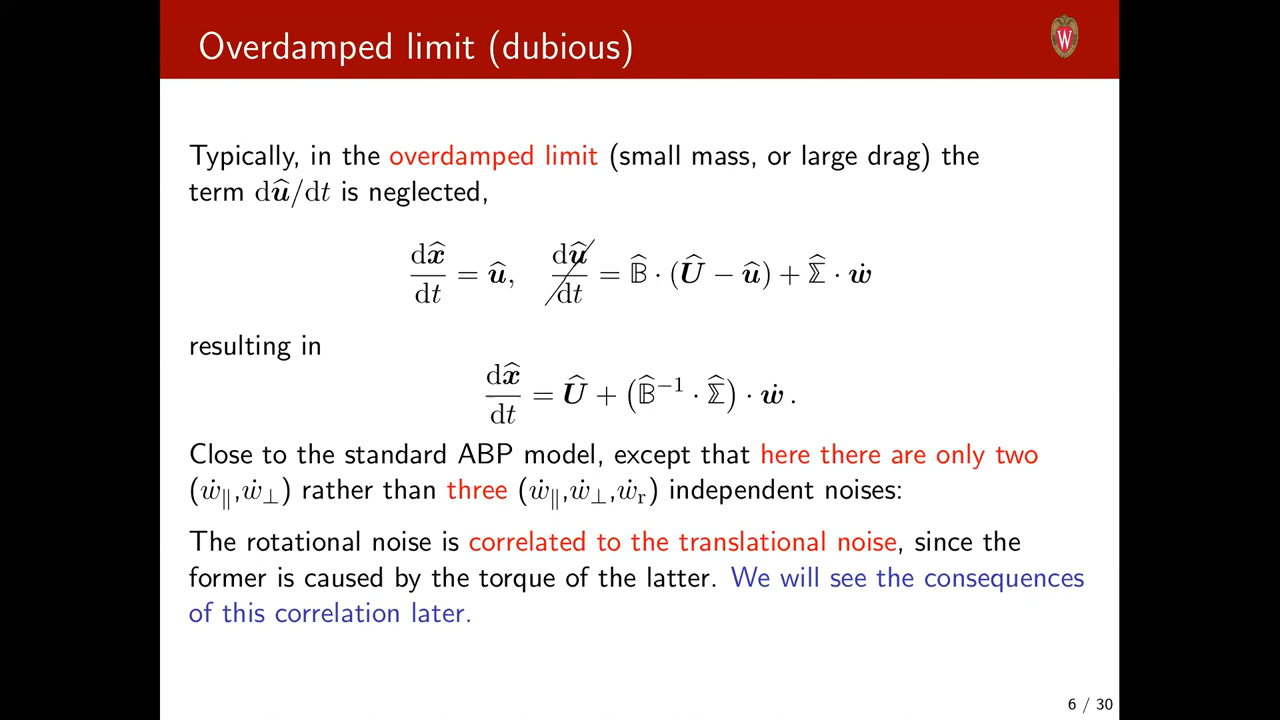 Overdamped limit (dubious)
W
Typically, in the overdamped limit (small mass, or large drag) the
term d𝒖̂/dt is neglected,
d𝒙̂/dt = 𝒖̂, d𝒖̂/dt = 𝔹̂ · (𝑼̂ − 𝒖̂) + Σ̂ · 𝒘̇
resulting in
d𝒙̂/dt = 𝑼̂ + (𝔹̂⁻¹ · Σ̂) · 𝒘̇ .
Close to the standard ABP model, except that here there are only two
(ẇ∥,ẇ⊥) rather than three (ẇ∥,ẇ⊥,ẇr) independent noises:
The rotational noise is correlated to the translational noise, since the
former is caused by the torque of the latter. We will see the consequences
of this correlation later.
6 / 30